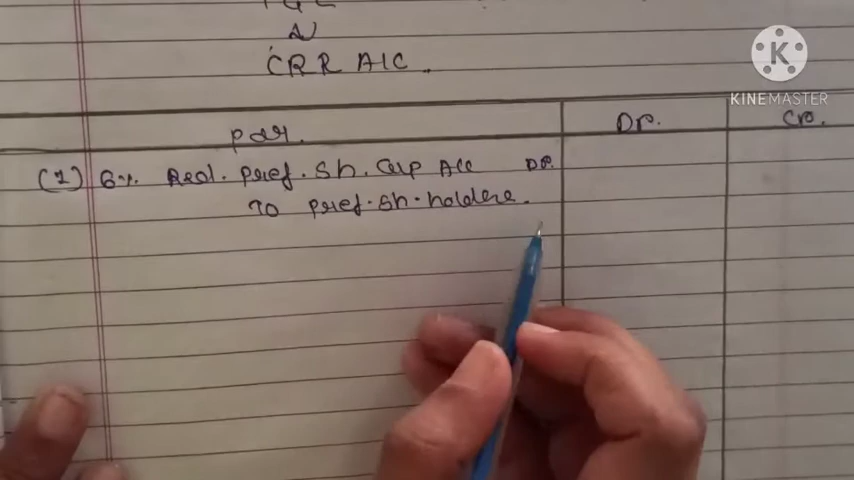 CRR A/C.
par. Dr. Cr.
(1) 6% Red. pref. sh. cap A/c Dr.
To pref. sh. holders.
KINEMASTER